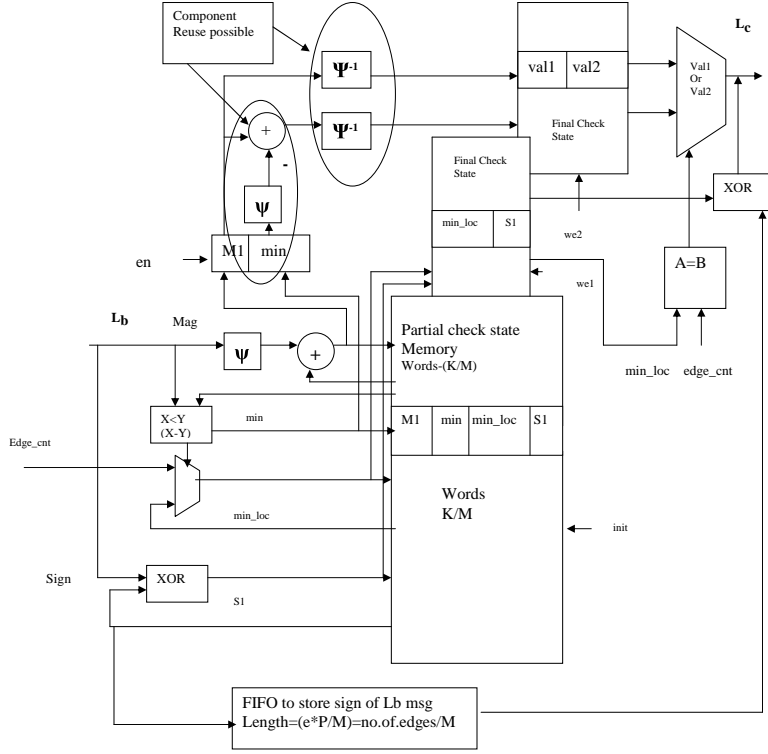 Component
Reuse possible
Ψ-1
Ψ-1
val1 val2
Final Check
State
Val1
Or
Val2
Lc
+
-
ψ
Final Check
State
XOR
min_loc S1
we2
M1 min
en
A=B
we1
Lb
Mag
ψ
+
Partial check state
Memory
Words-(K/M)
min_loc edge_cnt
X<Y
(X-Y)
min
M1 min min_loc S1
Edge_cnt
Words
K/M
min_loc
init
Sign
XOR
S1
FIFO to store sign of Lb msg
Length=(e*P/M)=no.of.edges/M